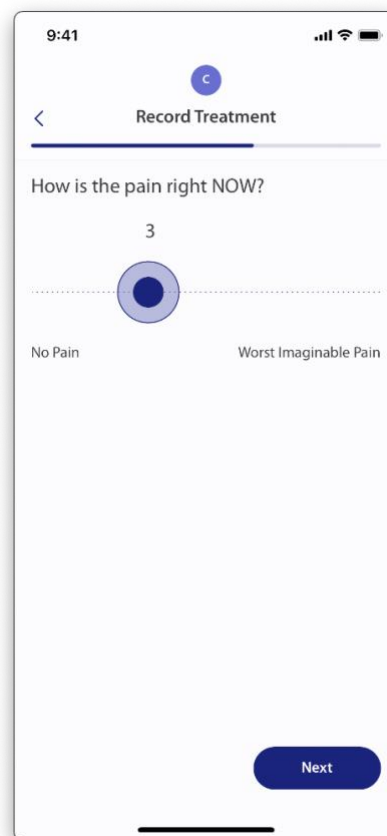 9:41
C
Record Treatment
How is the pain right NOW?
3
No Pain
Worst Imaginable Pain
Next